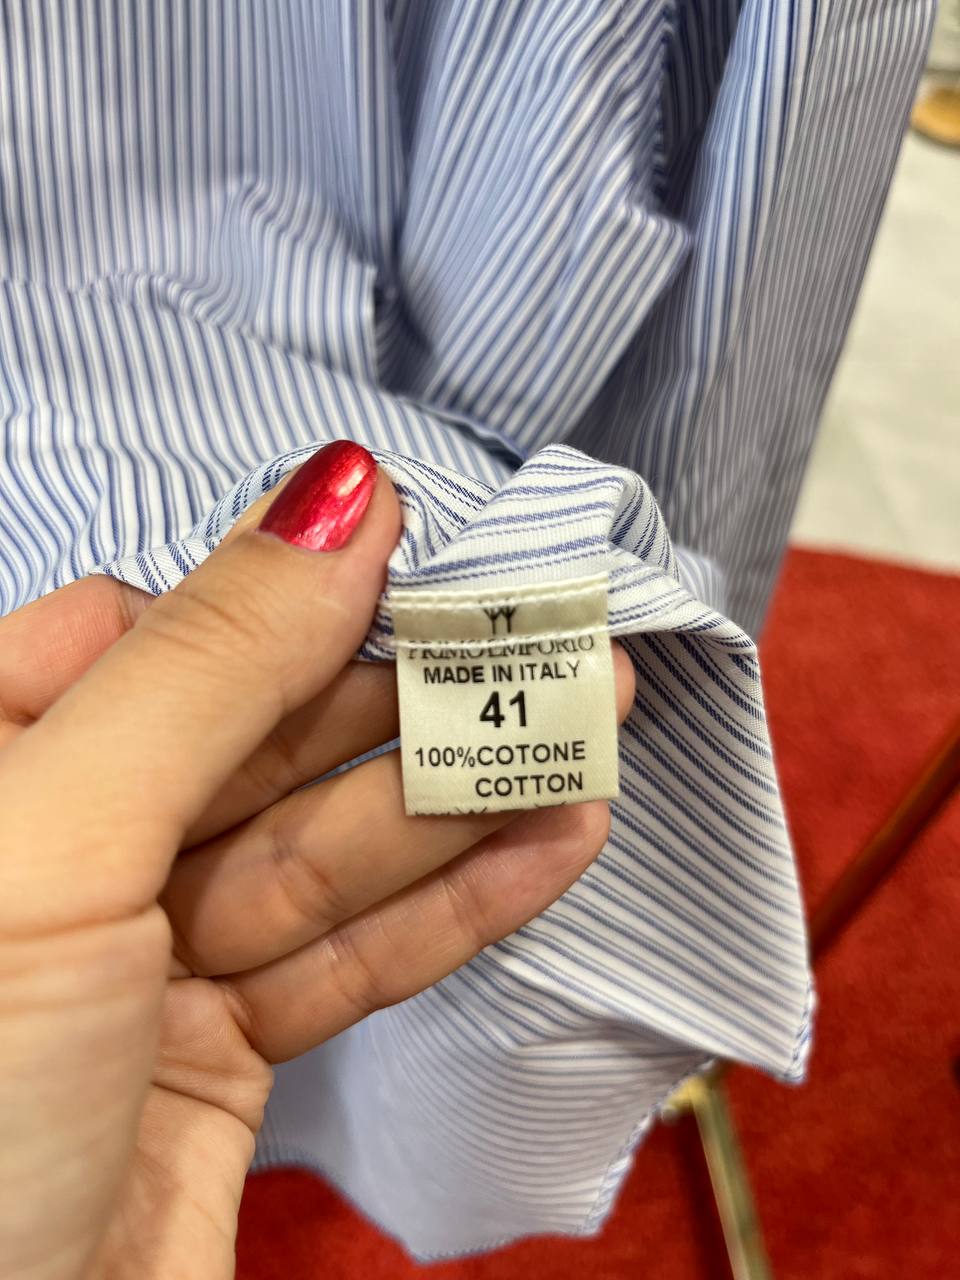 PRIMO EMPORIO
MADE IN ITALY
41
100%COTONE
COTTON